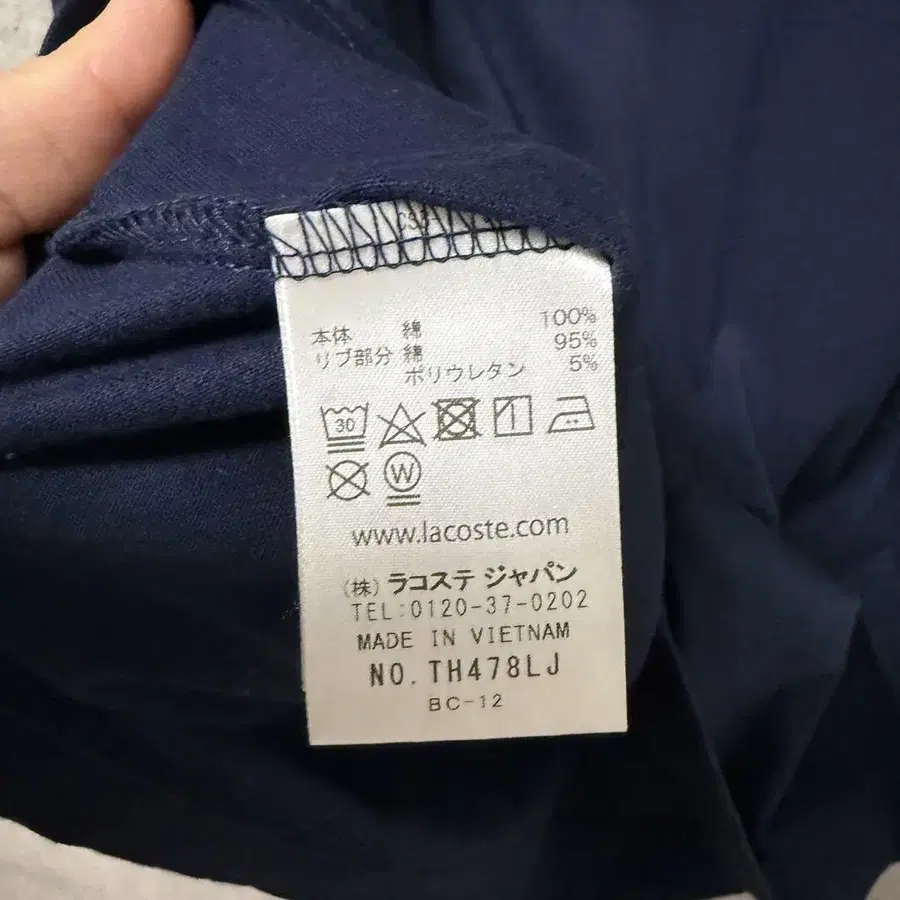 本体 綿 100%
リブ部分 綿 95%
ポリウレタン 5%
30
W
www.lacoste.com
(株) ラコステ ジャパン
TEL:0120-37-0202
MADE IN VIETNAM
NO. TH478LJ
BC-12